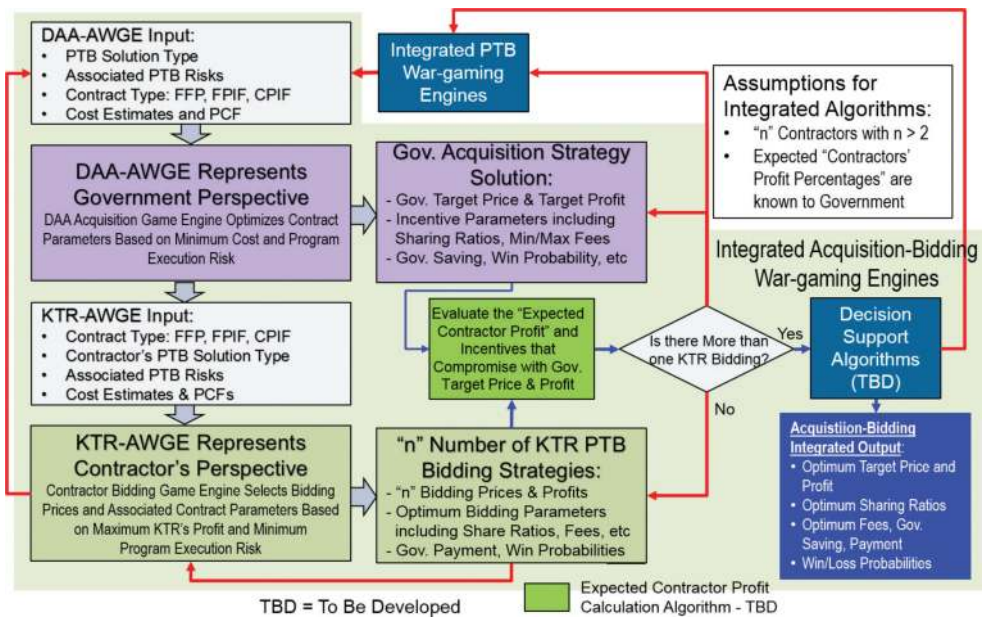 DAA-AWGE Input:
• PTB Solution Type
• Associated PTB Risks
• Contract Type: FFP, FPIF, CPIF
• Cost Estimates and PCF
Integrated PTB
War-gaming
Engines
Assumptions for
Integrated Algorithms:
• “n” Contractors with n > 2
• Expected “Contractors’
Profit Percentages” are
known to Government
DAA-AWGE Represents
Government Perspective
DAA Acquisition Game Engine Optimizes Contract
Parameters Based on Minimum Cost and Program
Execution Risk
Gov. Acquisition Strategy
Solution:
- Gov. Target Price & Target Profit
- Incentive Parameters including
Sharing Ratios, Min/Max Fees
- Gov. Saving, Win Probability, etc
Integrated Acquisition-Bidding
War-gaming Engines
KTR-AWGE Input:
• Contract Type: FFP, FPIF, CPIF
• Contractor’s PTB Solution Type
• Associated PTB Risks
• Cost Estimates & PCFs
Evaluate the “Expected
Contractor Profit” and
Incentives that
Compromise with Gov.
Target Price & Profit
Is there More than
one KTR Bidding?
Yes
No
Decision
Support
Algorithms
(TBD)
KTR-AWGE Represents
Contractor’s Perspective
Contractor Bidding Game Engine Selects Bidding
Prices and Associated Contract Parameters Based
on Maximum KTR’s Profit and Minimum
Program Execution Risk
“n” Number of KTR PTB
Bidding Strategies:
- “n” Bidding Prices & Profits
- Optimum Bidding Parameters
including Share Ratios, Fees, etc
- Gov. Payment, Win Probabilities
Acquistiion-Bidding
Integrated Output:
• Optimum Target Price and
Profit
• Optimum Sharing Ratios
• Optimum Fees, Gov.
Saving, Payment
• Win/Loss Probabilities
TBD = To Be Developed
Expected Contractor Profit
Calculation Algorithm - TBD